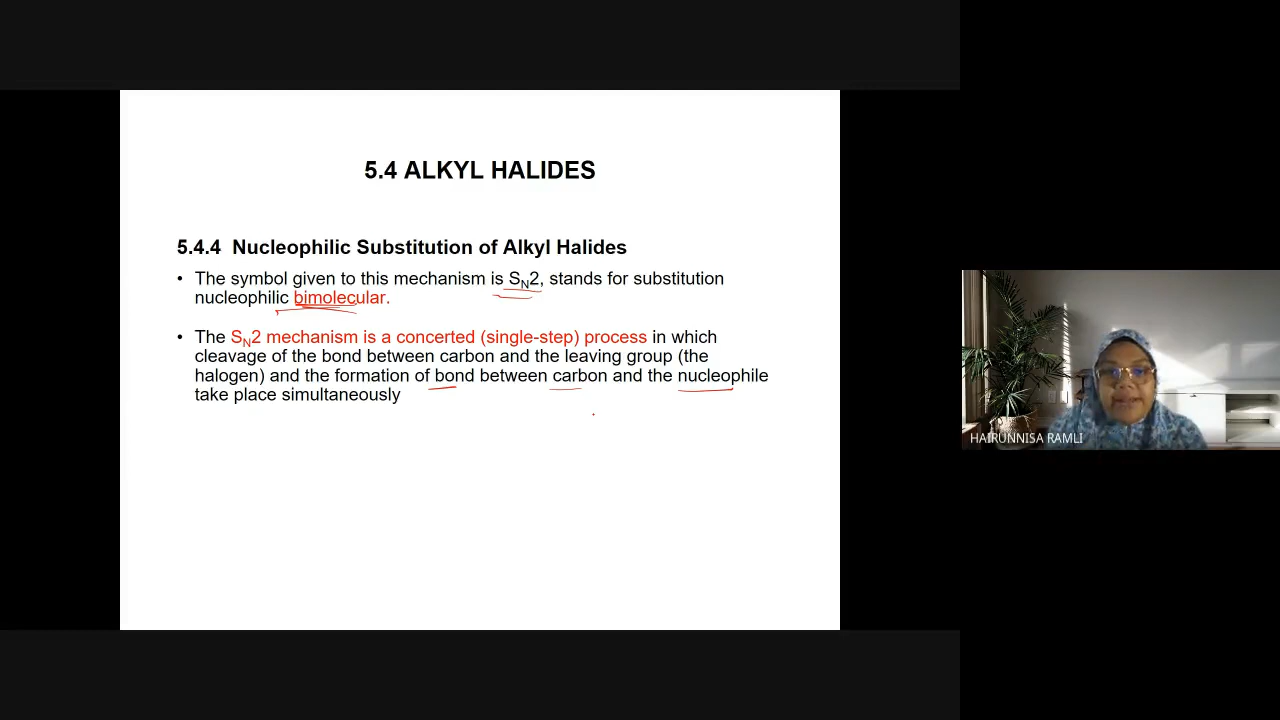 5.4 ALKYL HALIDES
5.4.4 Nucleophilic Substitution of Alkyl Halides
• The symbol given to this mechanism is SN2, stands for substitution
nucleophilic bimolecular.
• The SN2 mechanism is a concerted (single-step) process in which
cleavage of the bond between carbon and the leaving group (the
halogen) and the formation of bond between carbon and the nucleophile
take place simultaneously
HAIRUNNISA RAMLI